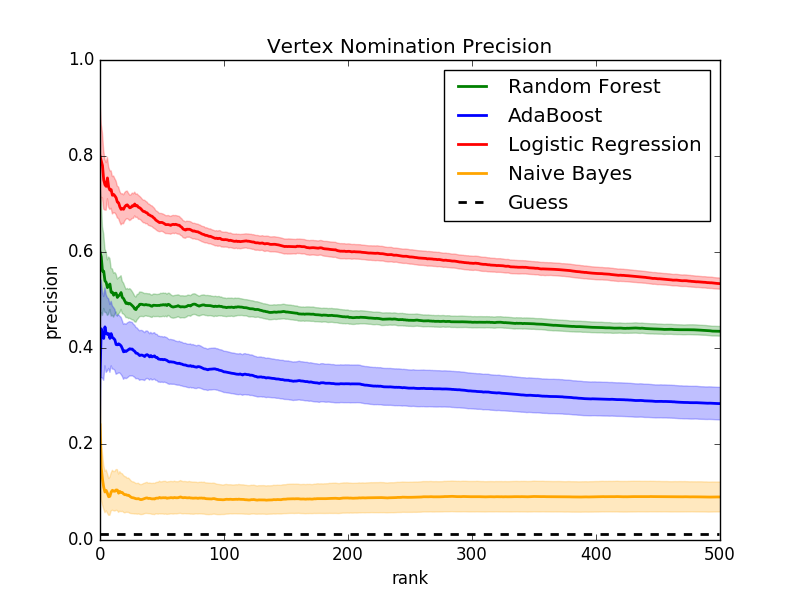 Vertex Nomination Precision
1.0
0.8
0.6
0.4
0.2
0.0
precision
Random Forest
AdaBoost
Logistic Regression
Naive Bayes
Guess
0 100 200 300 400 500
rank